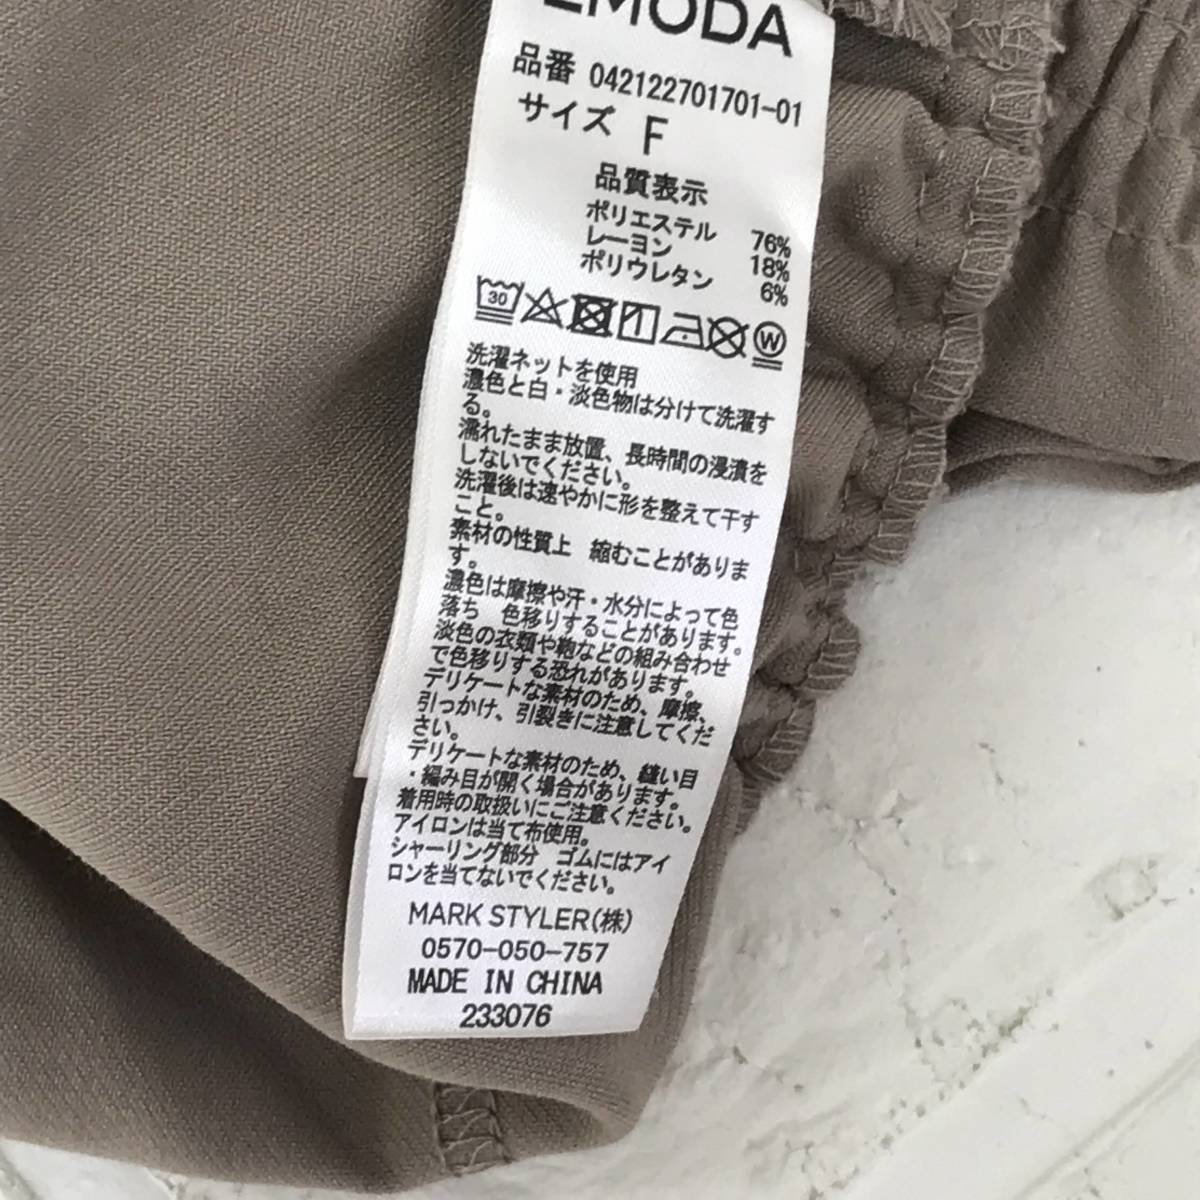 EMODA
品番 042122701701-01
サイズ F
品質表示
ポリエステル 76%
レーヨン 18%
ポリウレタン 6%
30 W
洗濯ネットを使用
濃色と白・淡色物は分けて洗濯す
る。
濡れたまま放置、長時間の浸漬を
しないでください。
洗濯後は速やかに形を整えて干す
こと。
素材の性質上 縮むことがありま
す。
濃色は摩擦や汗・水分によって色
落ち 色移りすることがあります。
淡色の衣類や鞄などの組み合わせ
で色移りする恐れがあります。
デリケートな素材のため、摩擦、
引っかけ、引裂きに注意してくだ
さい。
デリケートな素材のため、縫い目
・編み目が開く場合があります。
着用時の取扱いにご注意ください。
アイロンは当て布使用。
シャーリング部分 ゴムにはアイ
ロンを当てないでください。
MARK STYLER(株)
0570-050-757
MADE IN CHINA
233076